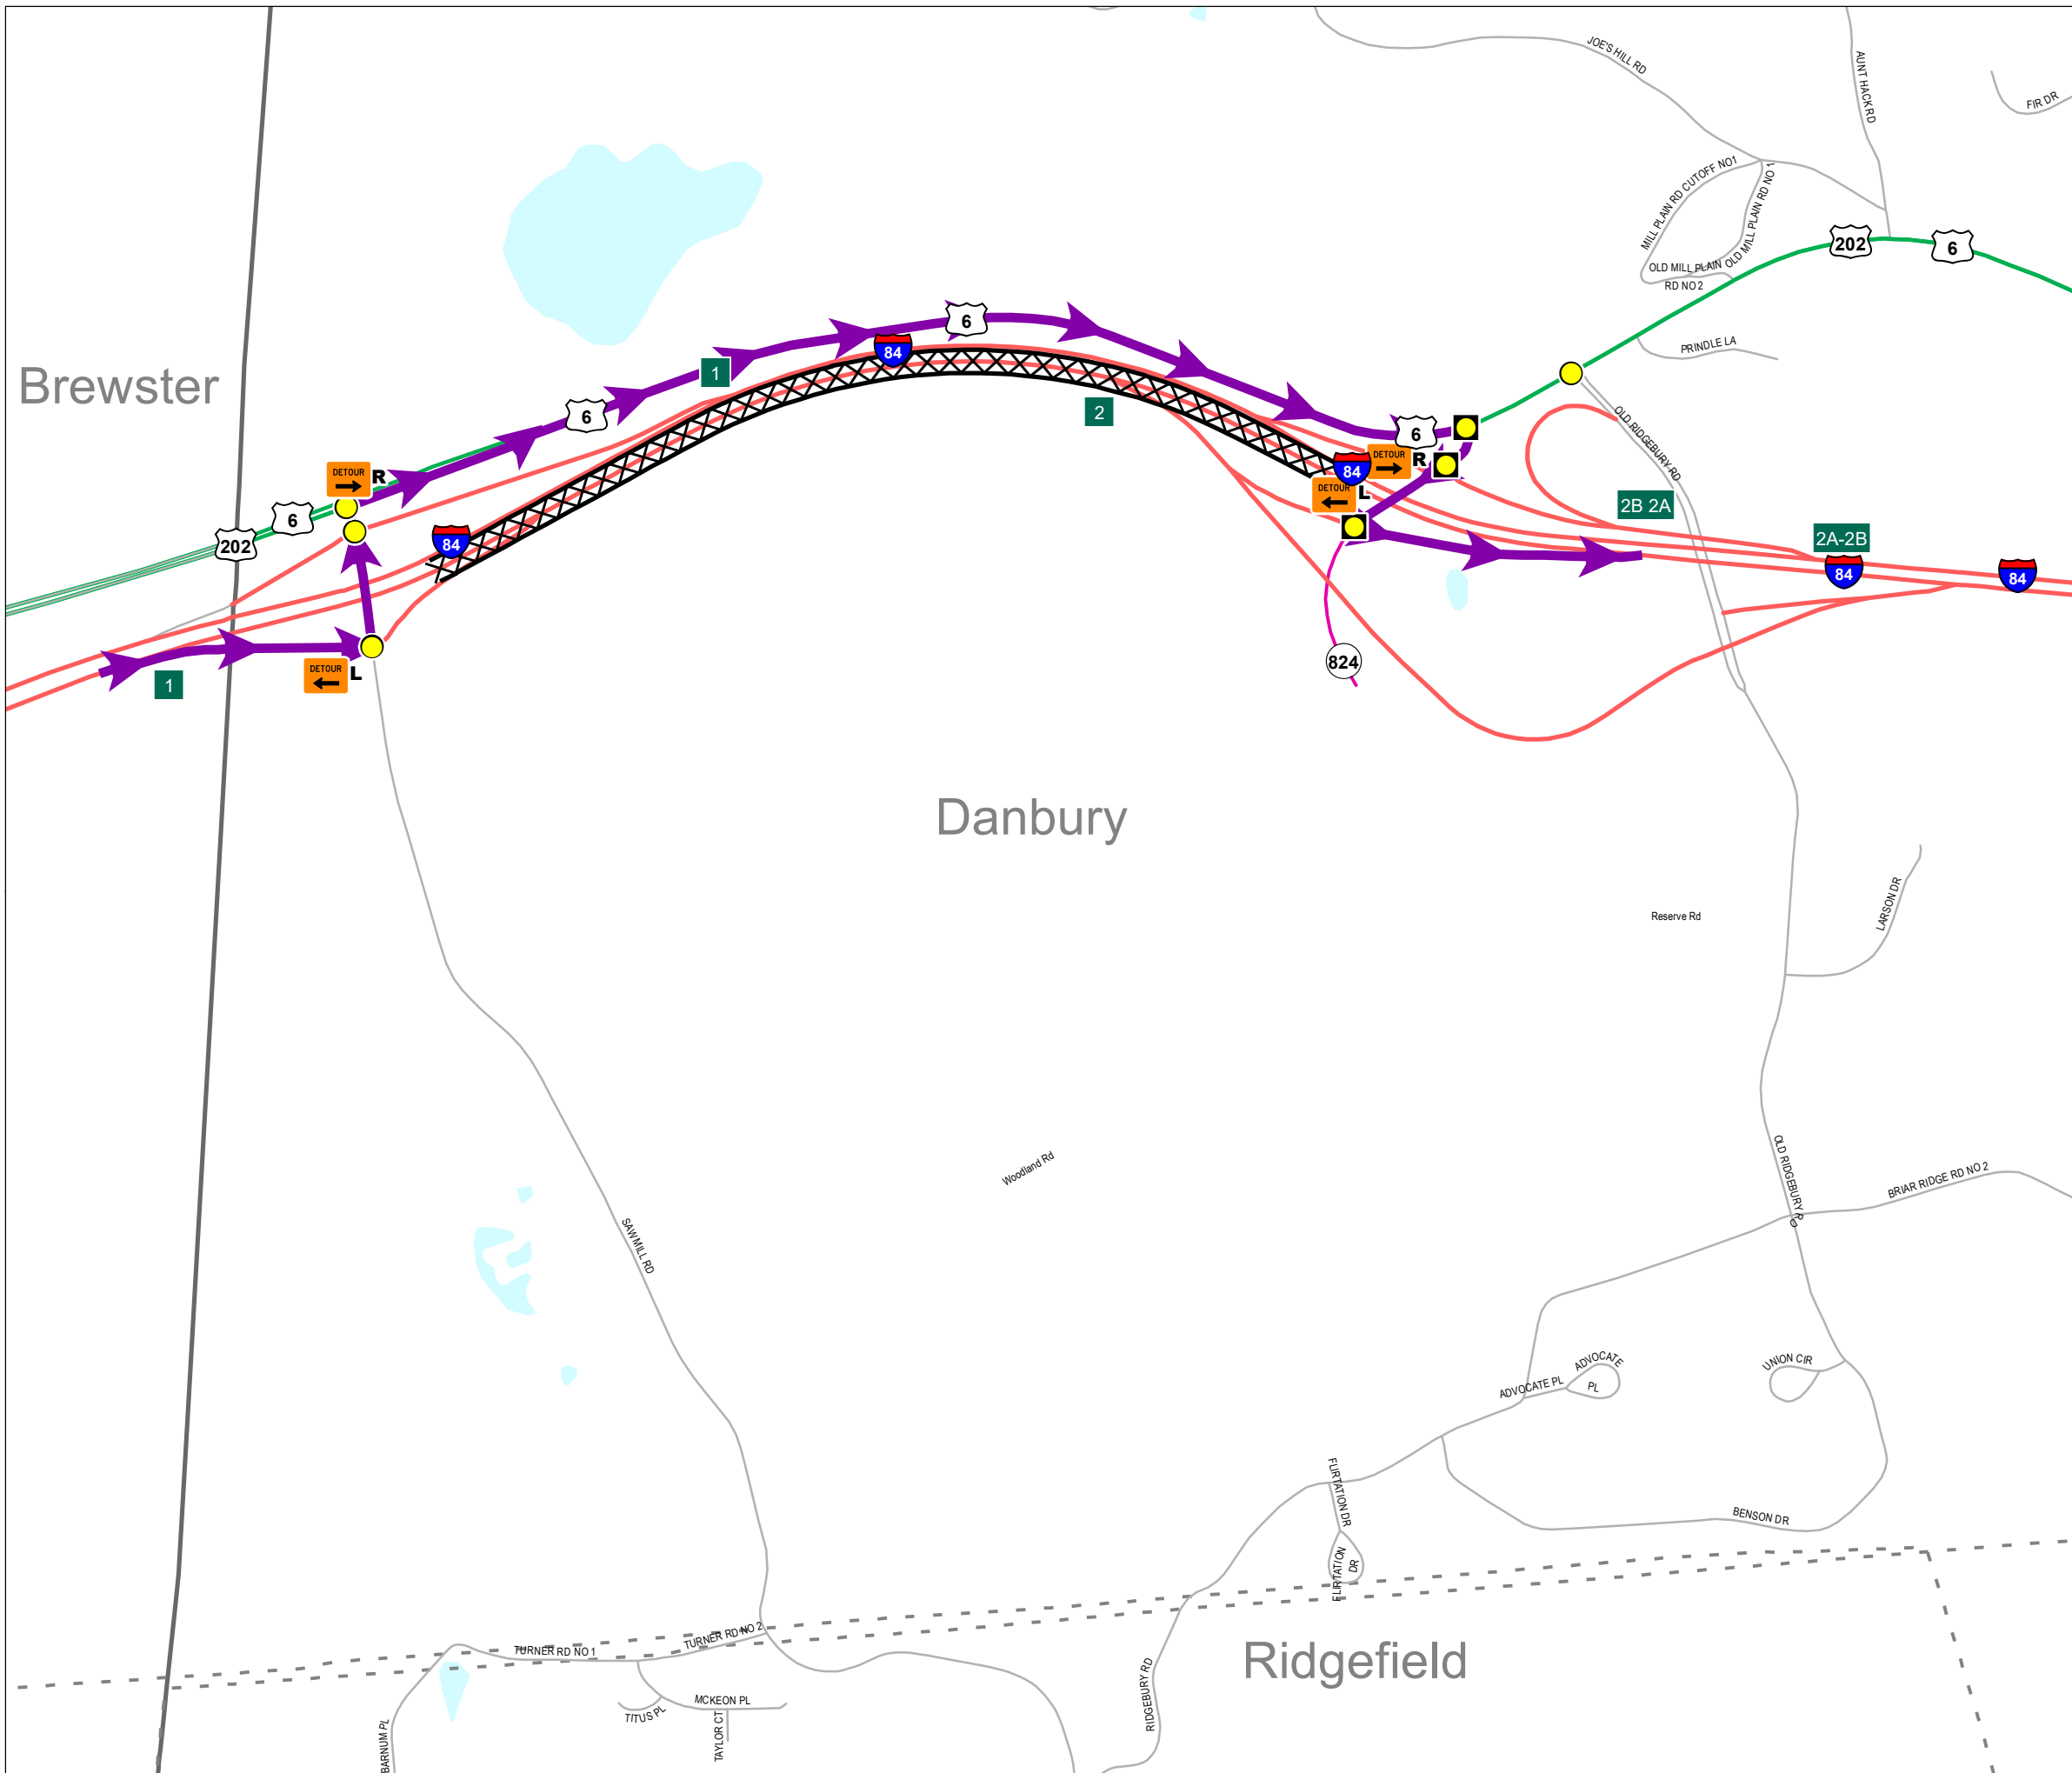 JOE'S HILL RD
AUNT HACK RD
FIR DR
MILL PLAIN RD CUTOFF NO1
OLD MILL PLAIN RD NO 1
OLD MILL PLAIN
RD NO 2
202
6
PRINDLE LA
Brewster
6
84
1
2
6
6
DETOUR
R
DETOUR
R
84
DETOUR
L
OLD RIDGEBURY RD
2B 2A
2A-2B
84
84
6
202
84
DETOUR
L
1
824
Danbury
Reserve Rd
LARSON DR
Woodland Rd
SAWMILL RD
OLD RIDGEBURY R
D
BRIAR RIDGE RD NO 2
ADVOCATE
PL
ADVOCATE PL
UNION CIR
FLIRTATION DR
FLIRTATION
DR
BENSON DR
TURNER RD NO 1
TURNER RD NO 2
Ridgefield
RIDGEBURY RD
MCKEON PL
TITUS PL
TAYLOR CT
BARNUM PL